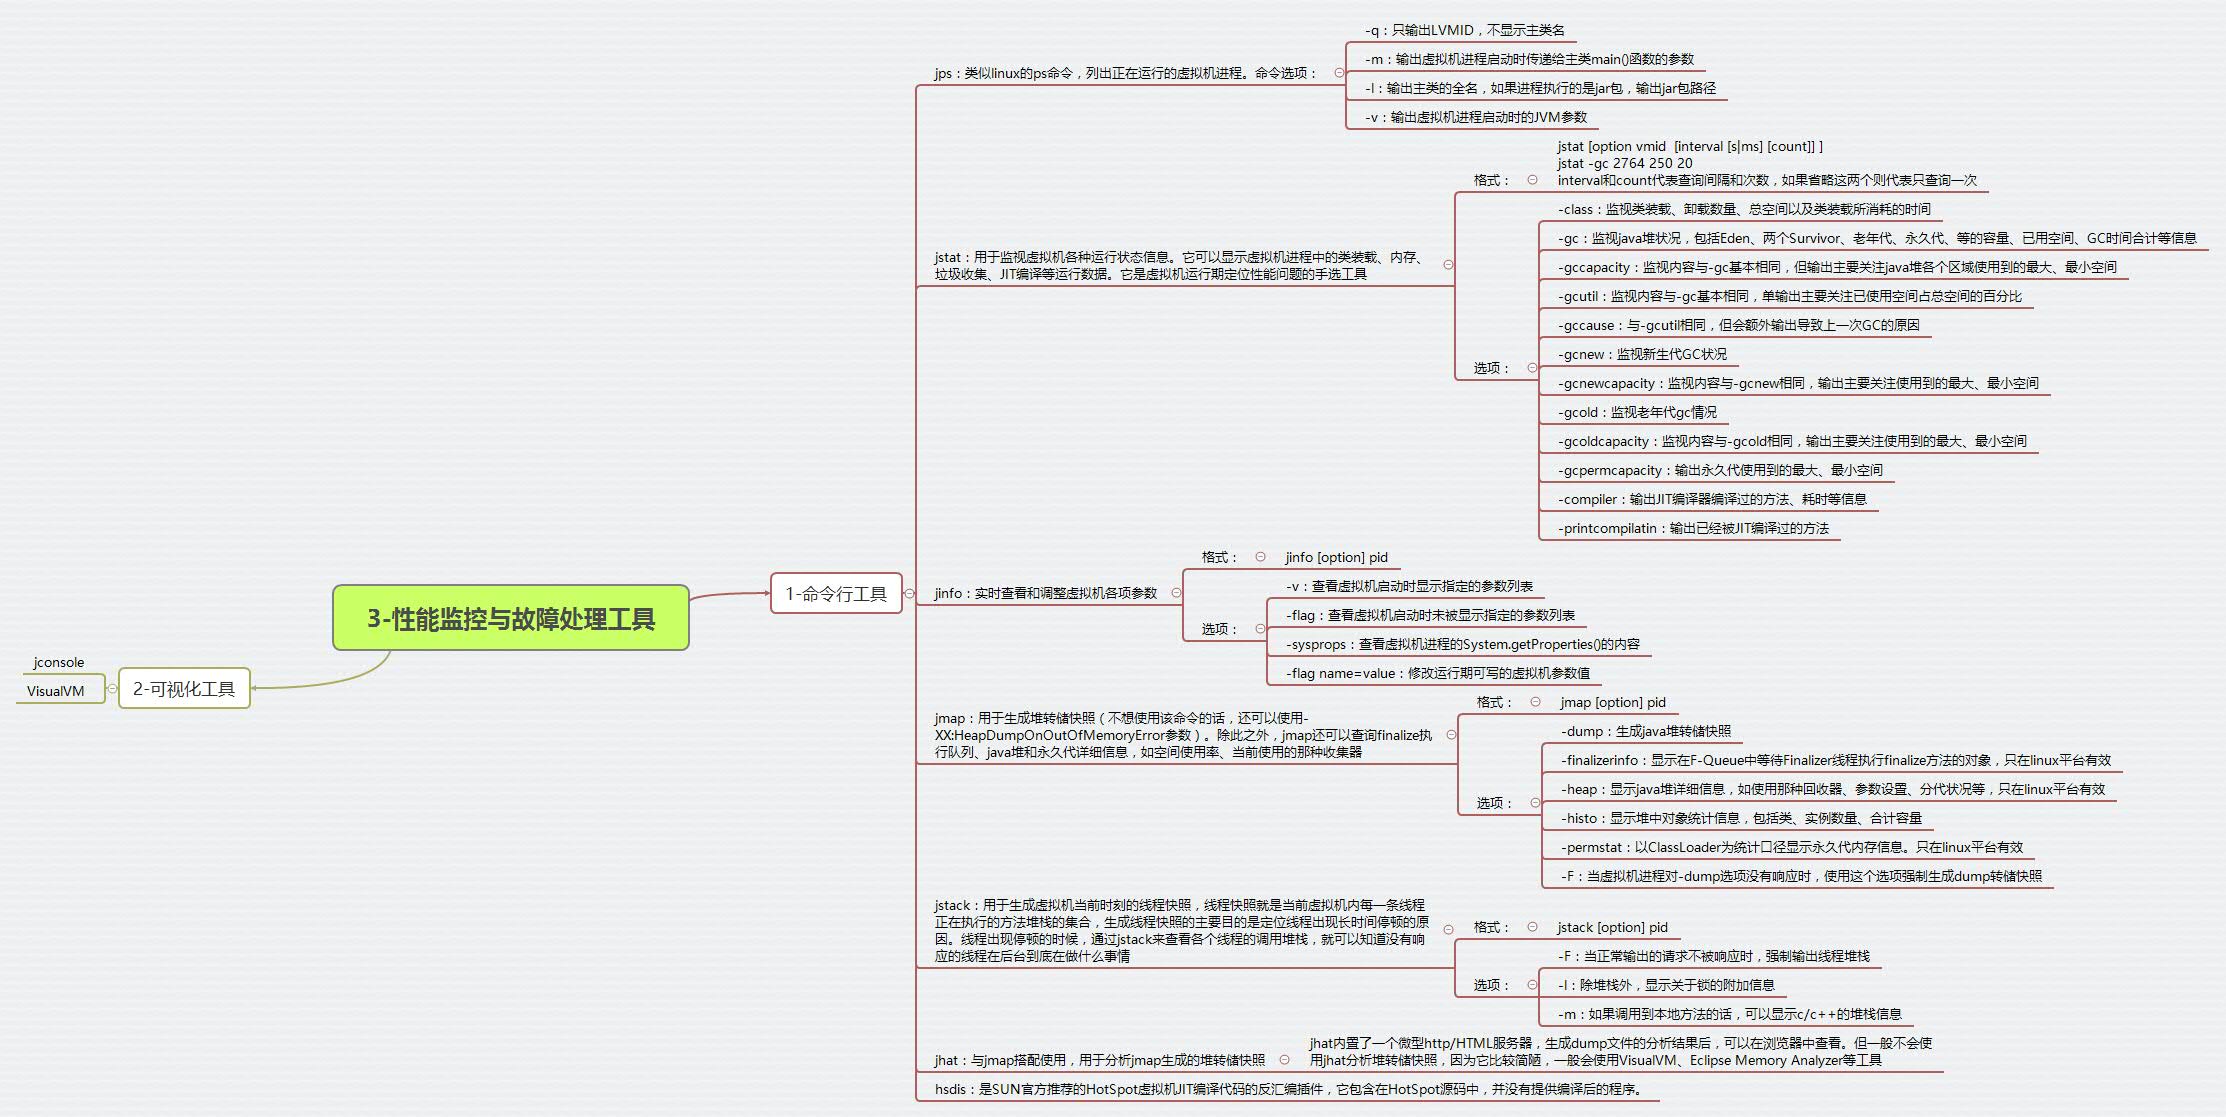 3-性能监控与故障处理工具
1-命令行工具
jps：类似linux的ps命令，列出正在运行的虚拟机进程。命令选项：
-q：只输出LVMID，不显示主类名
-m：输出虚拟机进程启动时传递给主类main()函数的参数
-l：输出主类的全名，如果进程执行的是jar包，输出jar包路径
-v：输出虚拟机进程启动时的JVM参数
jstat：用于监视虚拟机各种运行状态信息。它可以显示虚拟机进程中的类装载、内存、
垃圾收集、JIT编译等运行数据。它是虚拟机运行期定位性能问题的手选工具
格式：
jstat [option vmid  [interval [s|ms] [count]] ]
jstat -gc 2764 250 20
interval和count代表查询间隔和次数，如果省略这两个则代表只查询一次
选项：
-class：监视类装载、卸载数量、总空间以及类装载所消耗的时间
-gc：监视java堆状况，包括Eden、两个Survivor、老年代、永久代、等的容量、已用空间、GC时间合计等信息
-gccapacity：监视内容与-gc基本相同，但输出主要关注java堆各个区域使用到的最大、最小空间
-gcutil：监视内容与-gc基本相同，单输出主要关注已使用空间占总空间的百分比
-gccause：与-gcutil相同，但会额外输出导致上一次GC的原因
-gcnew：监视新生代GC状况
-gcnewcapacity：监视内容与-gcnew相同，输出主要关注使用到的最大、最小空间
-gcold：监视老年代gc情况
-gcoldcapacity：监视内容与-gcold相同，输出主要关注使用到的最大、最小空间
-gcpermcapacity：输出永久代使用到的最大、最小空间
-compiler：输出JIT编译器编译过的方法、耗时等信息
-printcompilatin：输出已经被JIT编译过的方法
jinfo：实时查看和调整虚拟机各项参数
格式：
jinfo [option] pid
选项：
-v：查看虚拟机启动时显示指定的参数列表
-flag：查看虚拟机启动时未被显示指定的参数列表
-sysprops：查看虚拟机进程的System.getProperties()的内容
-flag name=value：修改运行期可写的虚拟机参数值
jmap：用于生成堆转储快照（不想使用该命令的话，还可以使用-
XX:HeapDumpOnOutOfMemoryError参数）。除此之外，jmap还可以查询finalize执
行队列、java堆和永久代详细信息，如空间使用率、当前使用的那种收集器
格式：
jmap [option] pid
选项：
-dump：生成java堆转储快照
-finalizerinfo：显示在F-Queue中等待Finalizer线程执行finalize方法的对象，只在linux平台有效
-heap：显示java堆详细信息，如使用那种回收器、参数设置、分代状况等，只在linux平台有效
-histo：显示堆中对象统计信息，包括类、实例数量、合计容量
-permstat：以ClassLoader为统计口径显示永久代内存信息。只在linux平台有效
-F：当虚拟机进程对-dump选项没有响应时，使用这个选项强制生成dump转储快照
jstack：用于生成虚拟机当前时刻的线程快照，线程快照就是当前虚拟机内每一条线程
正在执行的方法堆栈的集合，生成线程快照的主要目的是定位线程出现长时间停顿的原
因。线程出现停顿的时候，通过jstack来查看各个线程的调用堆栈，就可以知道没有响
应的线程在后台到底在做什么事情
格式：
jstack [option] pid
选项：
-F：当正常输出的请求不被响应时，强制输出线程堆栈
-l：除堆栈外，显示关于锁的附加信息
-m：如果调用到本地方法的话，可以显示c/c++的堆栈信息
jhat：与jmap搭配使用，用于分析jmap生成的堆转储快照
jhat内置了一个微型http/HTML服务器，生成dump文件的分析结果后，可以在浏览器中查看。但一般不会使
用jhat分析堆转储快照，因为它比较简陋，一般会使用VisualVM、Eclipse Memory Analyzer等工具
hsdis：是SUN官方推荐的HotSpot虚拟机JIT编译代码的反汇编插件，它包含在HotSpot源码中，并没有提供编译后的程序。
2-可视化工具
jconsole
VisualVM